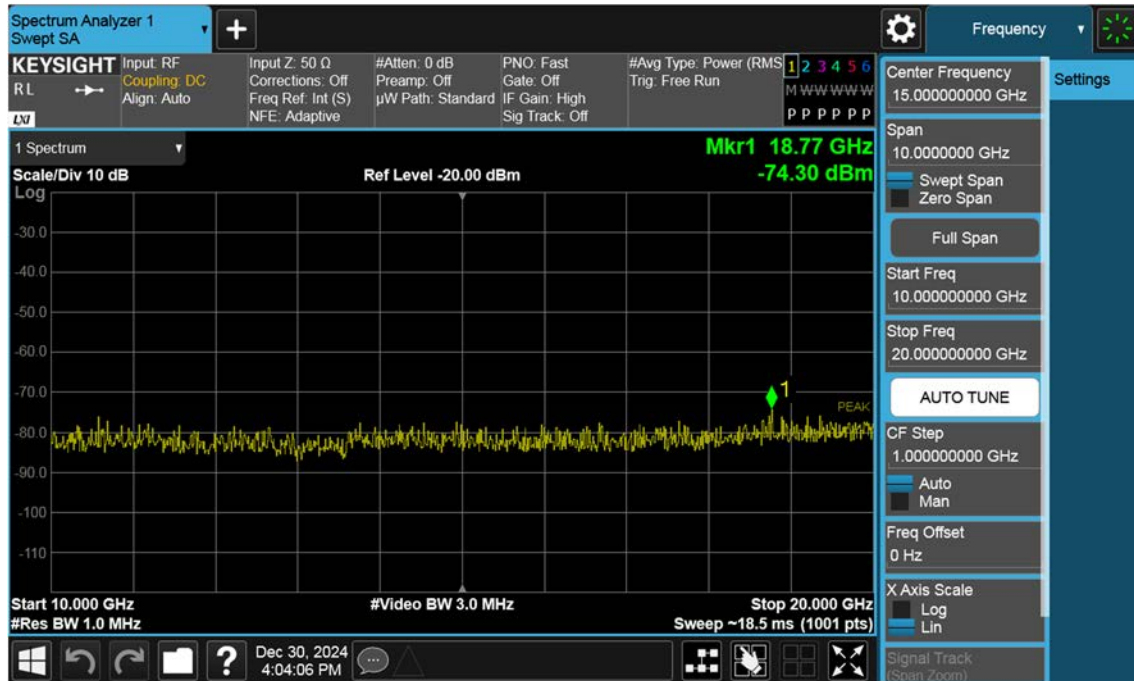 Spectrum Analyzer 1
Swept SA
Frequency
KEYSIGHT
RL
LXI
Input: RF
Coupling: DC
Align: Auto
Input Z: 50 Ω
Corrections: Off
Freq Ref: Int (S)
NFE: Adaptive
#Atten: 0 dB
Preamp: Off
µW Path: Standard
PNO: Fast
Gate: Off
IF Gain: High
Sig Track: Off
#Avg Type: Power (RMS
Trig: Free Run
1 2 3 4 5 6
M W W W W W
P P P P P P
1 Spectrum
Scale/Div 10 dB
Ref Level -20.00 dBm
Mkr1 18.77 GHz
-74.30 dBm
Log
-30.0
-40.0
-50.0
-60.0
-70.0
-80.0
-90.0
-100
-110
1
PEAK
Start 10.000 GHz
#Res BW 1.0 MHz
#Video BW 3.0 MHz
Stop 20.000 GHz
Sweep ~18.5 ms (1001 pts)
Dec 30, 2024
4:04:06 PM
Center Frequency
15.000000000 GHz
Span
10.0000000 GHz
Swept Span
Zero Span
Full Span
Start Freq
10.000000000 GHz
Stop Freq
20.000000000 GHz
AUTO TUNE
CF Step
1.000000000 GHz
Auto
Man
Freq Offset
0 Hz
X Axis Scale
Log
Lin
Signal Track
(Span Zoom)
Settings